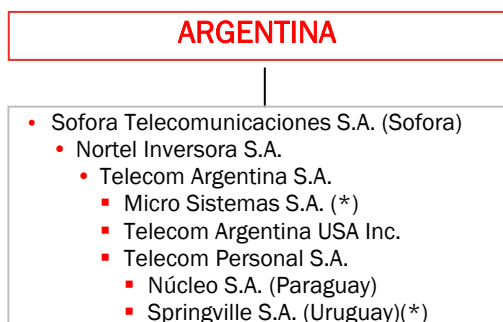 ARGENTINA
• Sofora Telecomunicaciones S.A. (Sofora)
• Nortel Inversora S.A.
• Telecom Argentina S.A.
▪ Micro Sistemas S.A. (*)
▪ Telecom Argentina USA Inc.
▪ Telecom Personal S.A.
▪ Núcleo S.A. (Paraguay)
▪ Springville S.A. (Uruguay)(*)